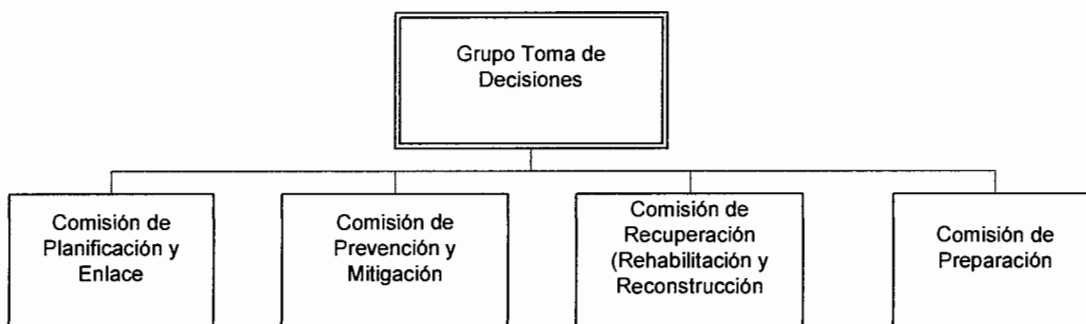 Grupo Toma de
Decisiones
Comisión de
Planificación y
Enlace
Comisión de
Prevención y
Mitigación
Comisión de
Recuperación
(Rehabilitación y
Reconstrucción
Comisión de
Preparación